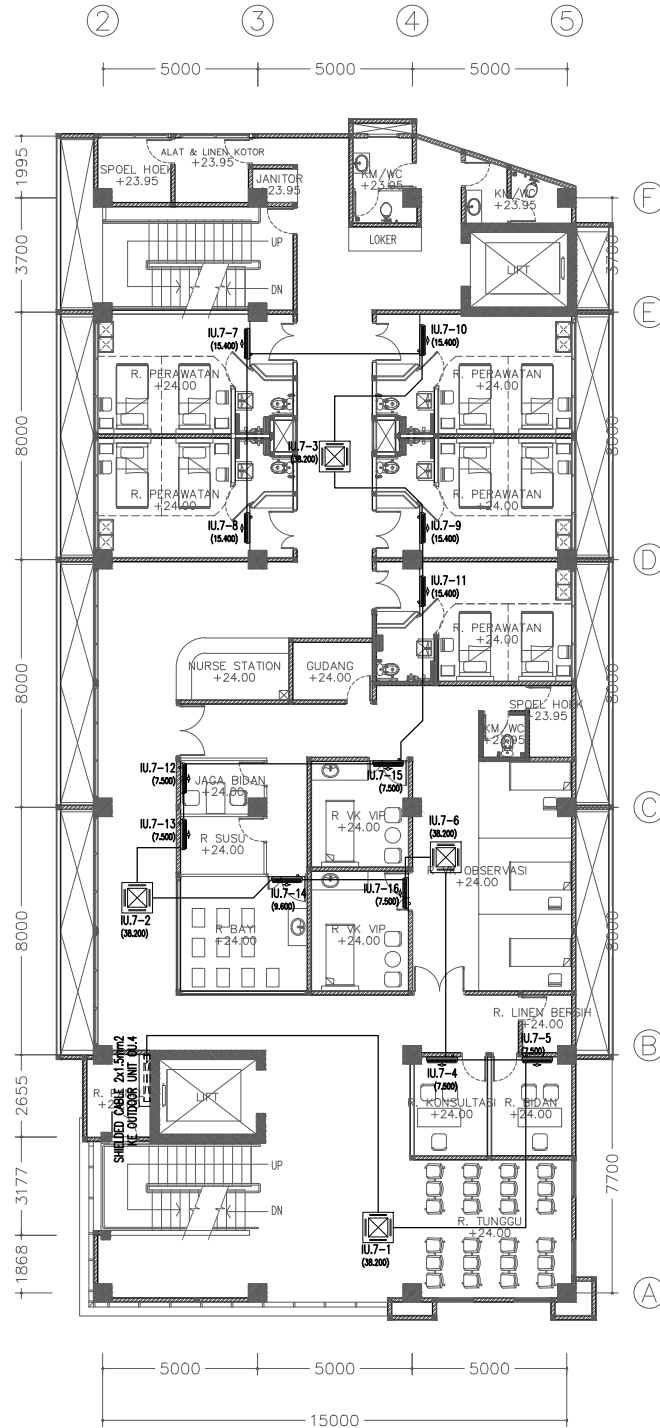 2
3
4
5
5000
5000
5000
1995
3700
8000
8000
8000
2655
3177
1868
F
E
D
C
B
A
3700
8000
8000
8000
7700
SPOEL HOEK
+23.95
ALAT & LINEN KOTOR
+23.95
JANITOR
+23.95
KM/WC
+23.95
KM/WC
+23.95
LOKER
LIFT
UP
DN
IU.7-7
(15.400)
IU.7-10
(15.400)
R. PERAWATAN
+24.00
R. PERAWATAN
+24.00
IU.7-3
(38.200)
R. PERAWATAN
+24.00
R. PERAWATAN
+24.00
IU.7-8
(15.400)
IU.7-9
(15.400)
IU.7-11
(15.400)
R. PERAWATAN
+24.00
NURSE STATION
+24.00
GUDANG
+24.00
SPOEL HOEK
+23.95
KM/WC
+23.95
IU.7-12
(7.500)
JAGA BIDAN
+24.00
IU.7-15
(7.500)
IU.7-13
(7.500)
R SUSU
+24.00
R VK VIP
+24.00
IU.7-6
(38.200)
R. VK OBSERVASI
+24.00
IU.7-2
(38.200)
IU.7-14
(9.600)
IU.7-16
(7.500)
R BAYI
+24.00
R VK VIP
+24.00
R. LINEN BERSIH
+24.00
IU.7-4
(7.500)
IU.7-5
(7.500)
R. KONSULTASI
+24.00
R. BIDAN
+24.00
SHIELDED CABLE 2x1.5mm2
KE OUTDOOR UNIT OU.4
LIFT
UP
DN
R. TUNGGU
+24.00
IU.7-1
(38.200)
5000
5000
5000
15000